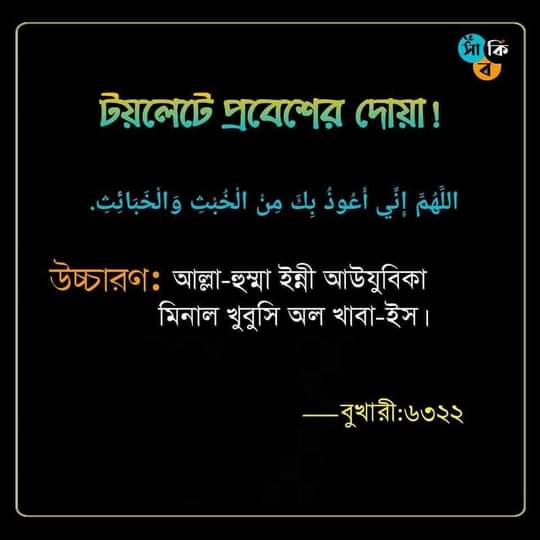 সাকিব
টয়লেটে প্রবেশের দোয়া!
اللَّهُمَّ إِنِّي أَعُوذُ بِكَ مِنْ الْخُبْثِ وَالْخَبَائِثِ.
উচ্চারণ: আল্লা-হুম্মা ইন্নী আউযুবিকা
মিনাল খুবুসি অল খাবা-ইস।
—বুখারী:৬৩২২